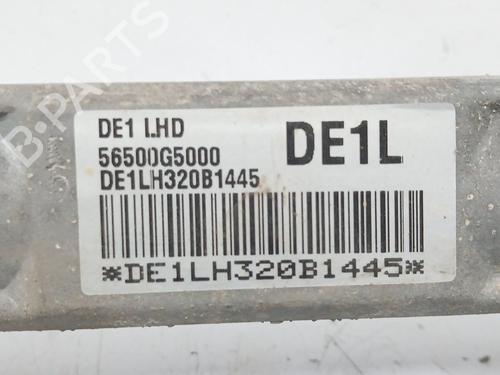 DE1 LHD
56500G5000
DE1LH320B1445
DE1L
*DE1LH320B1445*
B-PARTS